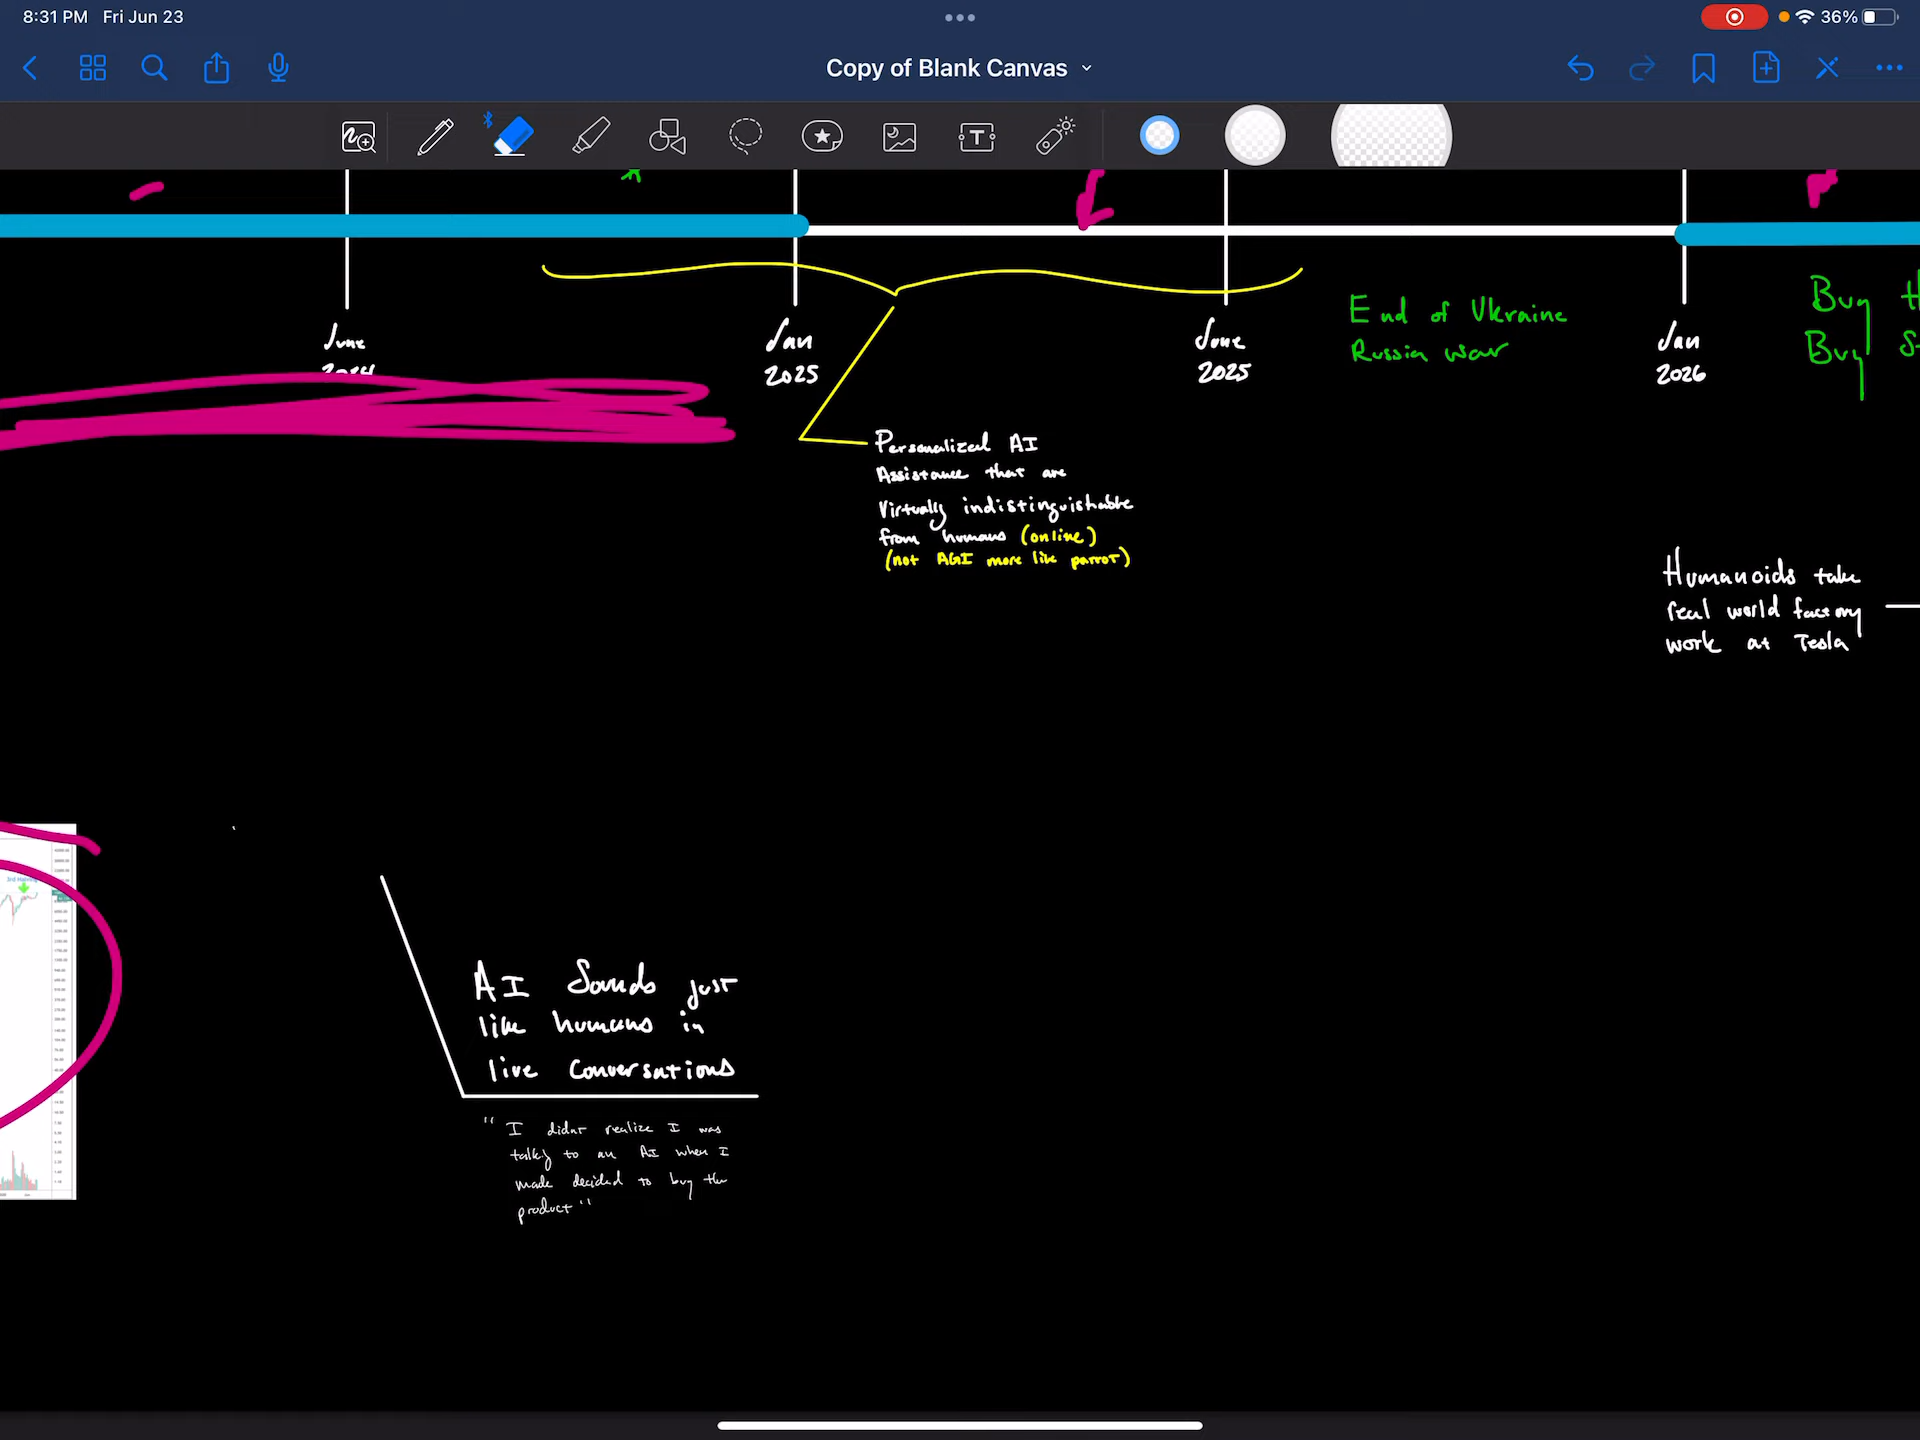 8:31 PM Fri Jun 23
36%
Copy of Blank Canvas
T
June
2024
Jan
2025
June
2025
End of Ukraine
Russia war
Jan
2026
Buy
Buy
Personalized AI
Assistance that are
Virtually indistinguishable
from humans (online)
(not AGI more like parrot)
Humanoids take
real world factory
work at Tesla
3rd Halving
AI Sounds just
like humans in
live conversations
" I didnt realize I was
talking to an AI when I
made decided to buy the
product "